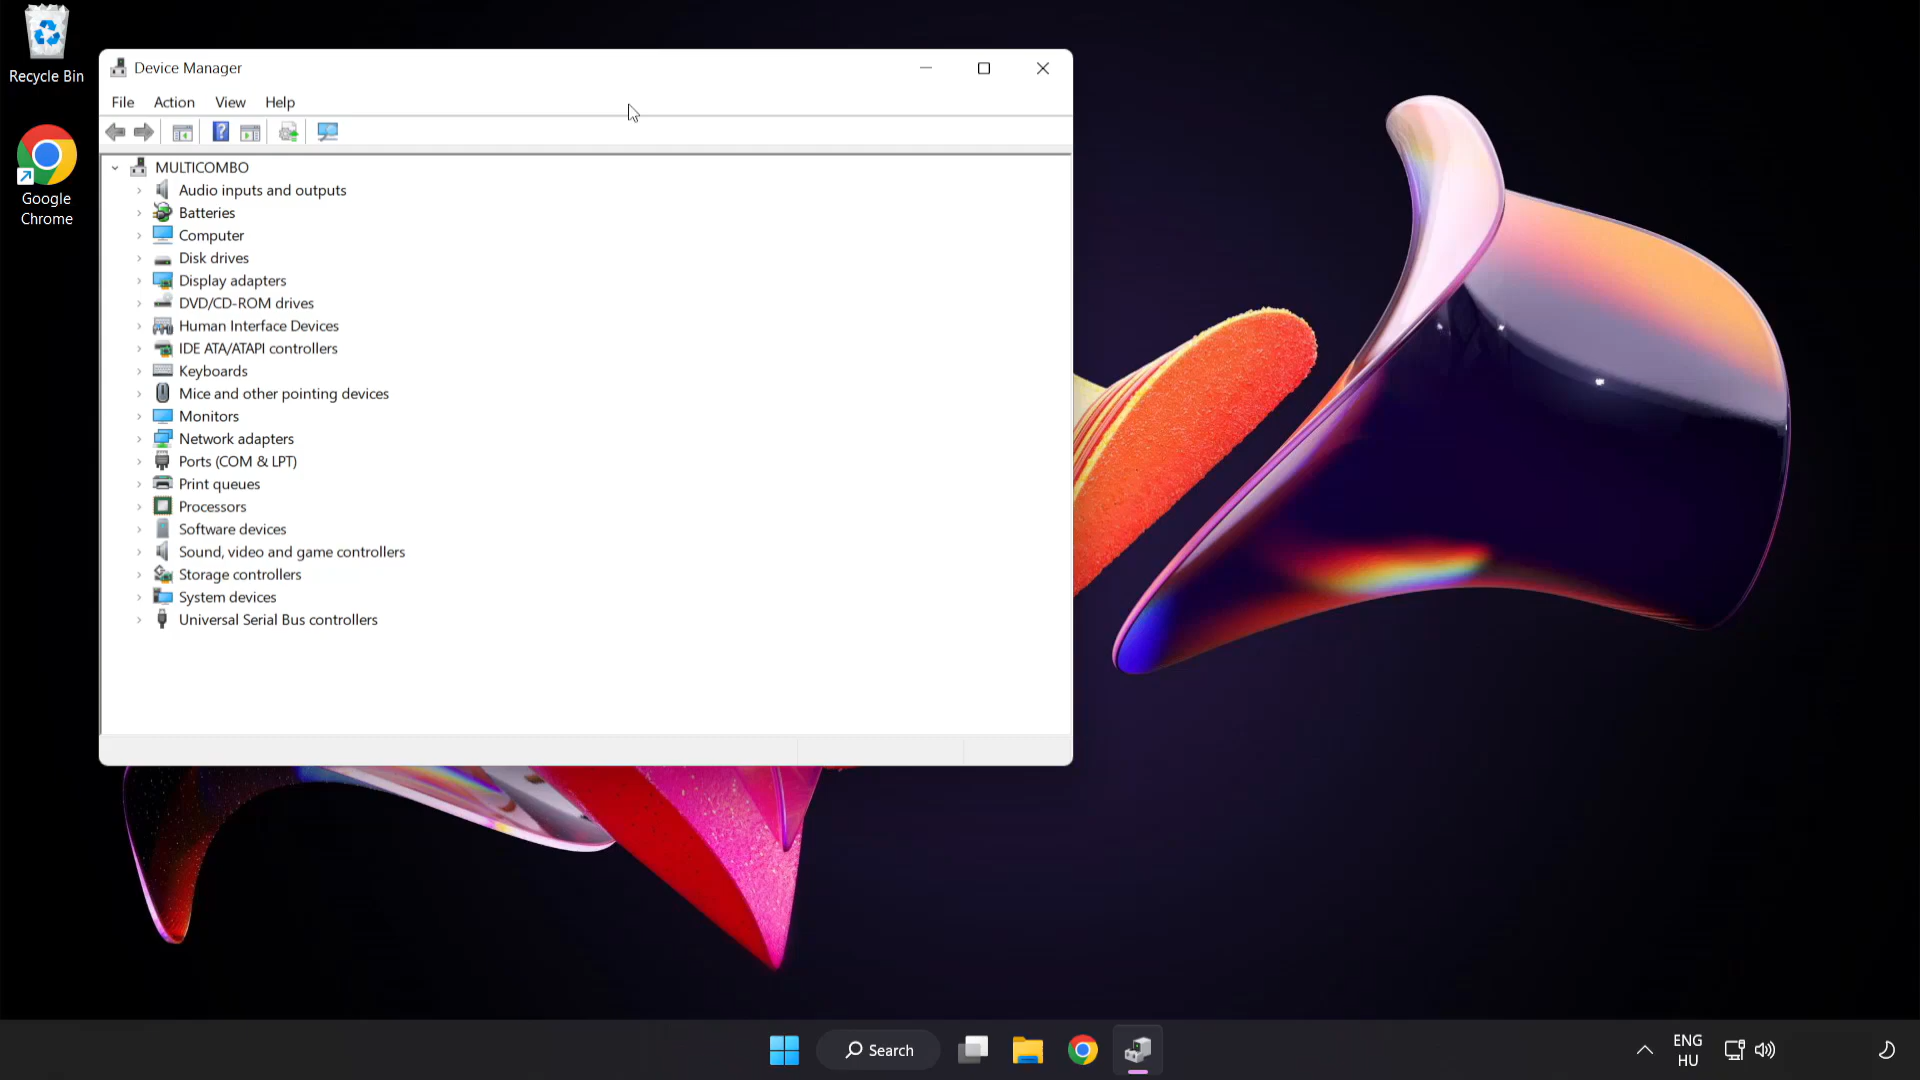 Recycle Bin
Google
Chrome
Device Manager
File Action View Help
MULTICOMBO
Audio inputs and outputs
Batteries
Computer
Disk drives
Display adapters
DVD/CD-ROM drives
Human Interface Devices
IDE ATA/ATAPI controllers
Keyboards
Mice and other pointing devices
Monitors
Network adapters
Ports (COM & LPT)
Print queues
Processors
Software devices
Sound, video and game controllers
Storage controllers
System devices
Universal Serial Bus controllers
Search
ENG
HU